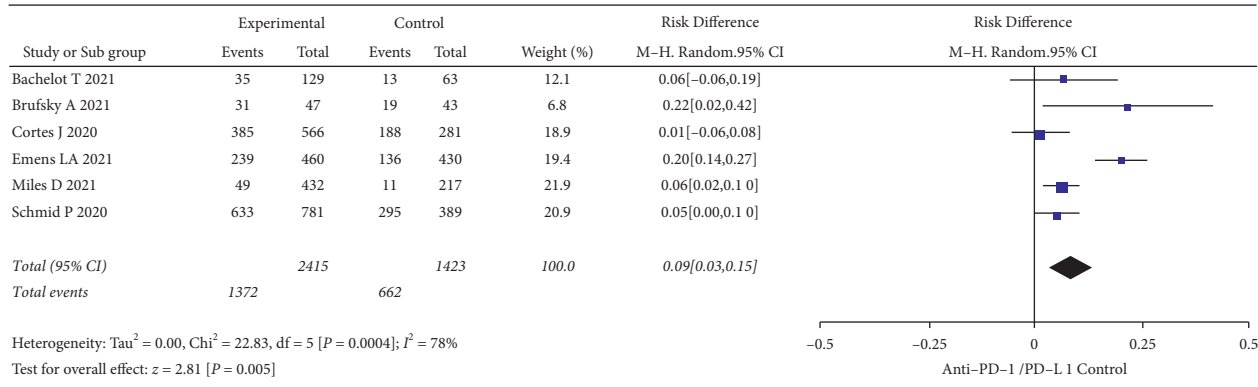 Experimental Control Risk Difference Risk Difference
Study or Sub group Events Total Events Total Weight (%) M–H. Random.95% CI M–H. Random.95% CI
Bachelot T 2021 35 129 13 63 12.1 0.06[–0.06,0.19]
Brufsky A 2021 31 47 19 43 6.8 0.22[0.02,0.42]
Cortes J 2020 385 566 188 281 18.9 0.01[–0.06,0.08]
Emens LA 2021 239 460 136 430 19.4 0.20[0.14,0.27]
Miles D 2021 49 432 11 217 21.9 0.06[0.02,0.1 0]
Schmid P 2020 633 781 295 389 20.9 0.05[0.00,0.1 0]
Total (95% CI) 2415 1423 100.0 0.09[0.03,0.15]
Total events 1372 662
Heterogeneity: Tau² = 0.00, Chi² = 22.83, df = 5 [P = 0.0004]; I² = 78%
Test for overall effect: z = 2.81 [P = 0.005]
–0.5 –0.25 0 0.25 0.5
Anti–PD–1 /PD–L 1 Control